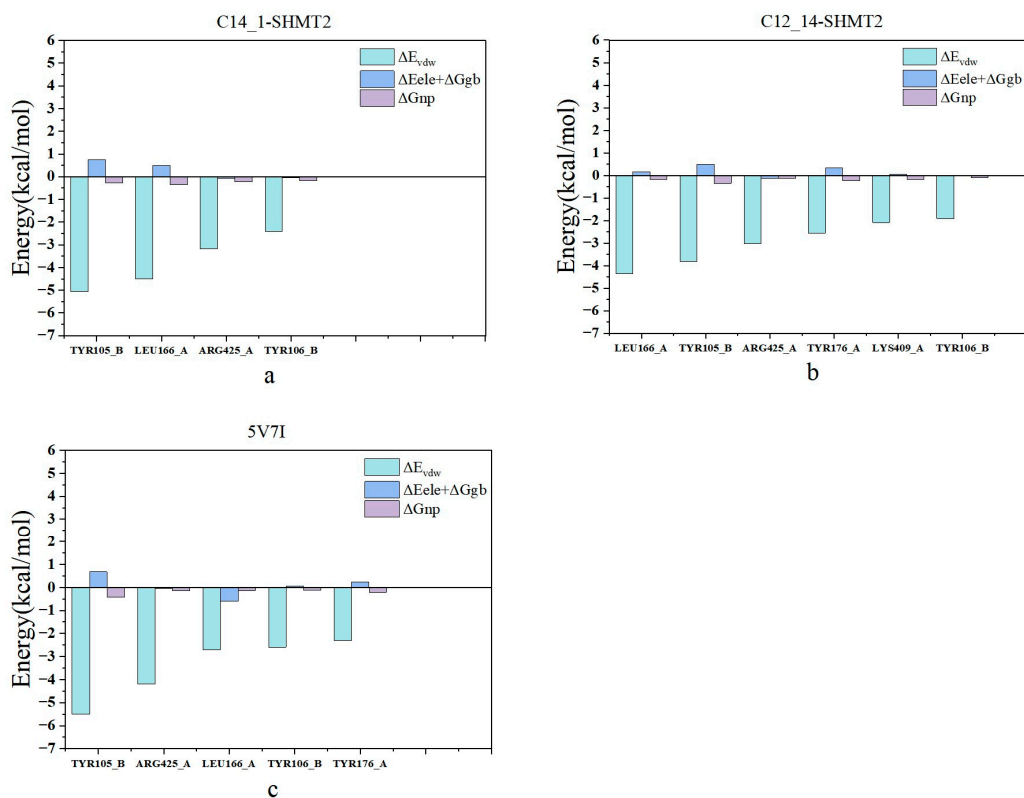 C14_1-SHMT2
6
5
4
3
2
1
0
−1
−2
−3
−4
−5
−6
−7
Energy(kcal/mol)
ΔEvdw
ΔEele+ΔGgb
ΔGnp
TYR105_B LEU166_A ARG425_A TYR106_B
a
C12_14-SHMT2
6
5
4
3
2
1
0
−1
−2
−3
−4
−5
−6
−7
Energy(kcal/mol)
ΔEvdw
ΔEele+ΔGgb
ΔGnp
LEU166_A TYR105_B ARG425_A TYR176_A LYS409_A TYR106_B
b
5V7I
6
5
4
3
2
1
0
−1
−2
−3
−4
−5
−6
−7
Energy(kcal/mol)
ΔEvdw
ΔEele+ΔGgb
ΔGnp
TYR105_B ARG425_A LEU166_A TYR106_B TYR176_A
c